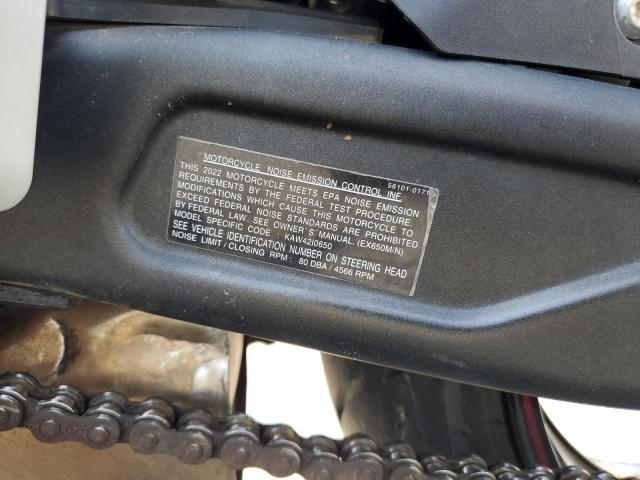 MOTORCYCLE NOISE EMISSION CONTROL INF
56101-017
THIS 2022 MOTORCYCLE MEETS EPA NOISE EMISSION
REQUIREMENTS BY THE FEDERAL TEST PROCEDURE
MODIFICATIONS WHICH CAUSE THIS MOTORCYCLE TO
EXCEED FEDERAL NOISE STANDARDS ARE PROHIBITED
BY FEDERAL LAW. SEE OWNER'S MANUAL (EX650M/N)
MODEL SPECIFIC CODE : KAW42I0650
SEE VEHICLE IDENTIFICATION NUMBER ON STEERING HEAD
NOISE LIMIT / CLOSING RPM : 80 DBA / 4566 RPM